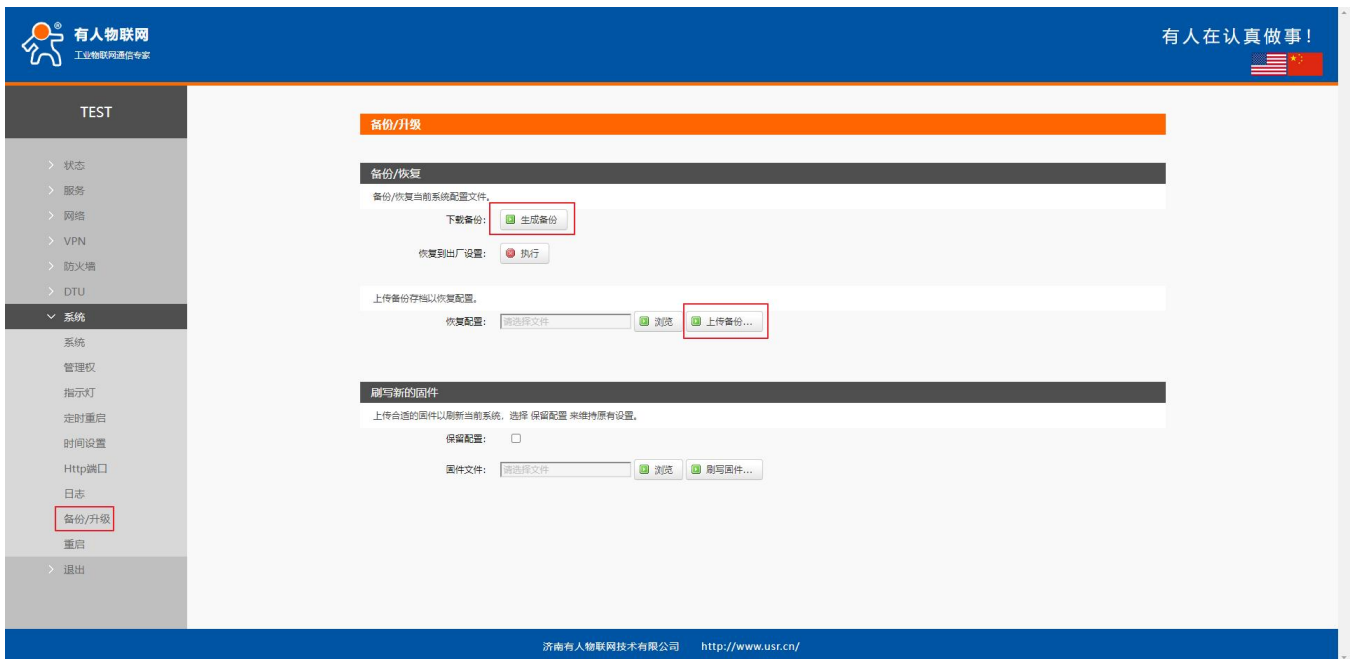 有人物联网
工业物联网通信专家
有人在认真做事！
TEST
状态
服务
网络
VPN
防火墙
DTU
系统
系统
管理权
指示灯
定时重启
时间设置
Http端口
日志
备份/升级
重启
退出
备份/升级
备份/恢复
备份/恢复当前系统配置文件。
下载备份： 生成备份
恢复到出厂设置： 执行
上传备份存档以恢复配置。
恢复配置： 请选择文件 浏览 上传备份...
刷写新的固件
上传合适的固件以刷新当前系统，选择 保留配置 来维持原有设置。
保留配置：
固件文件： 请选择文件 浏览 刷写固件...
济南有人物联网技术有限公司 http://www.usr.cn/